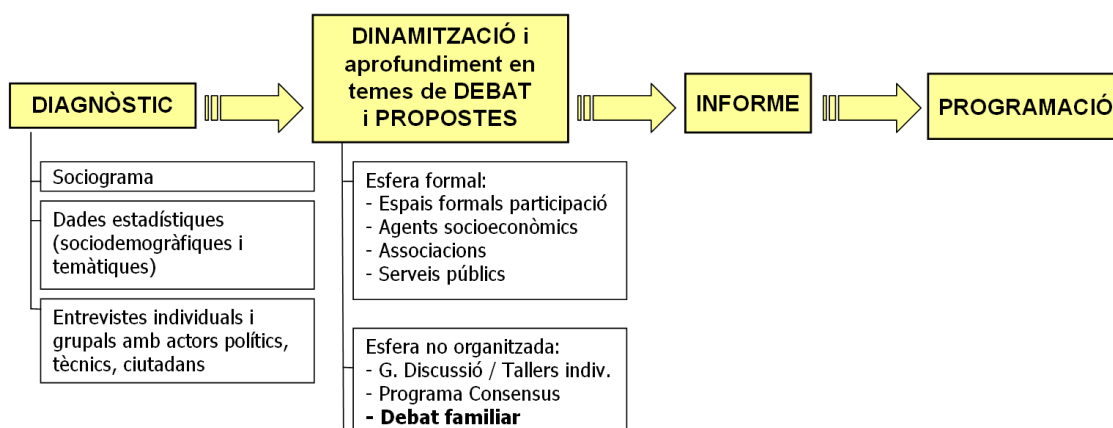 DIAGNÒSTIC
Sociograma
Dades estadístiques
(sociodemogràfiques i
temàtiques)
Entrevistes individuals i
grupals amb actors polítics,
tècnics, ciutadans
DINAMITZACIÓ i
aprofundiment en
temes de DEBAT
i PROPOSTES
Esfera formal:
- Espais formals participació
- Agents socioeconòmics
- Associacions
- Serveis públics
Esfera no organitzada:
- G. Discussió / Tallers indiv.
- Programa Consensus
- Debat familiar
INFORME
PROGRAMACIÓ